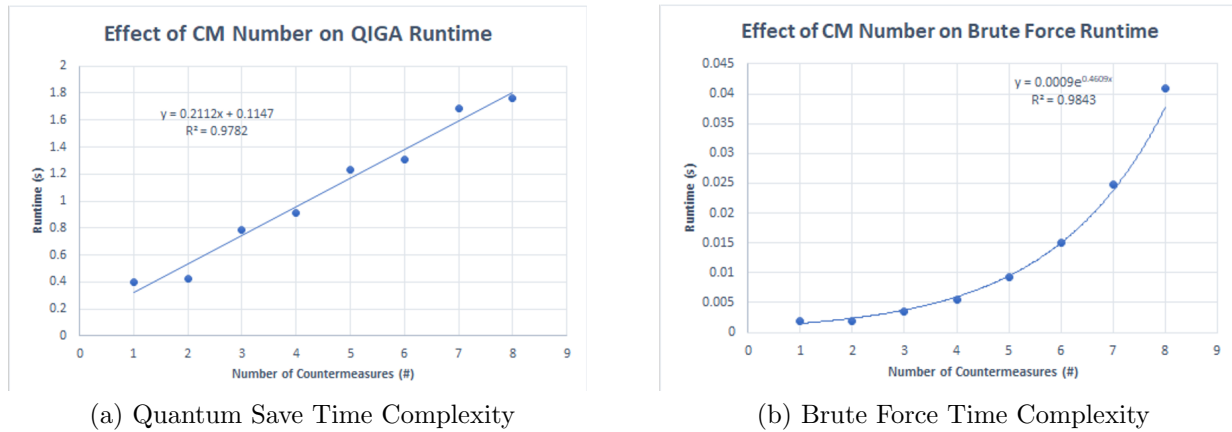 Effect of CM Number on QIGA Runtime
2
1.8
1.6
1.4
1.2
1
0.8
0.6
0.4
0.2
0
Runtime (s)
y = 0.2112x + 0.1147
R² = 0.9782
0 1 2 3 4 5 6 7 8 9
Number of Countermeasures (#)
(a) Quantum Save Time Complexity
Effect of CM Number on Brute Force Runtime
0.045
0.04
0.035
0.03
0.025
0.02
0.015
0.01
0.005
0
Runtime (s)
y = 0.0009e^0.4609x
R² = 0.9843
0 1 2 3 4 5 6 7 8 9
Number of Countermeasures (#)
(b) Brute Force Time Complexity